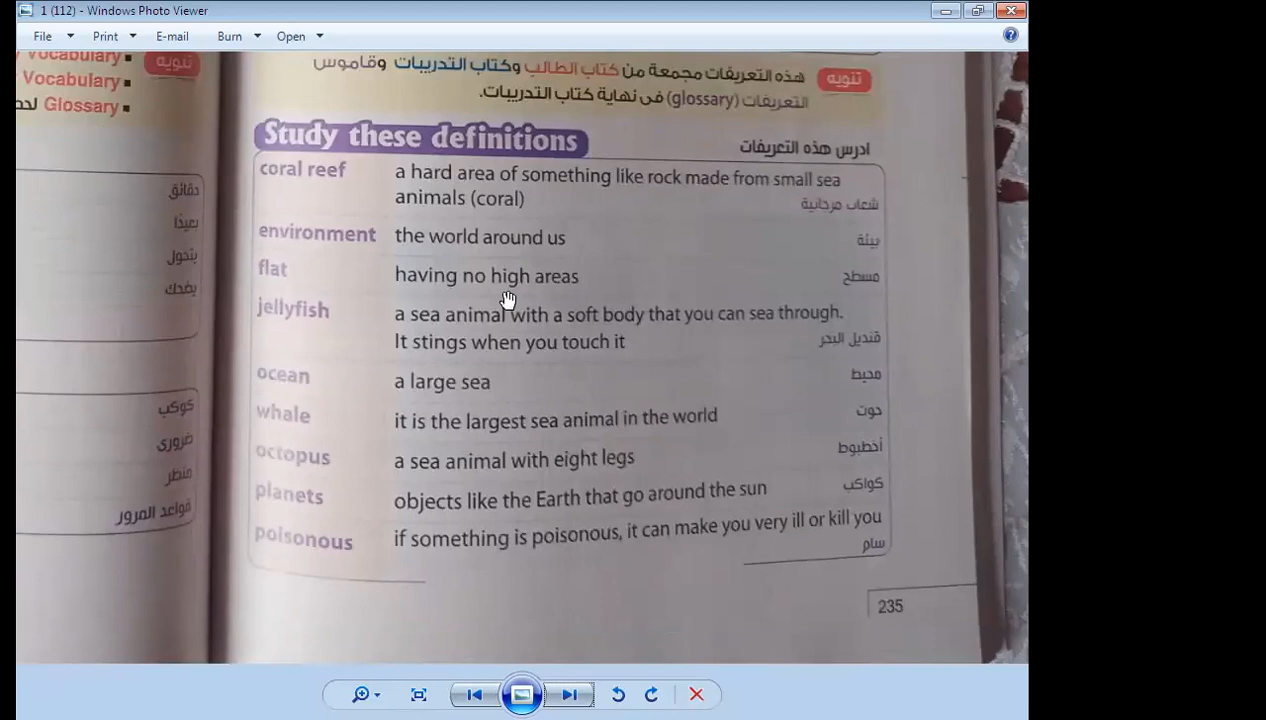 1 (112) - Windows Photo Viewer
File Print E-mail Burn Open
Vocabulary
Vocabulary
Glossary لحد
تنويه
دقائق
بعيدًا
يتحول
يضحك
كوكب
ضرورى
منظر
قواعد المرور
تنويه
هذه التعريفات مجمعة من كتاب الطالب وكتاب التدريبات وقاموس
التعريفات (glossary) فى نهاية كتاب التدريبات.
Study these definitions
ادرس هذه التعريفات
coral reef a hard area of something like rock made from small sea
animals (coral) شعاب مرجانية
environment the world around us بيئة
flat having no high areas مسطح
jellyfish a sea animal with a soft body that you can sea through.
It stings when you touch it قنديل البحر
ocean a large sea محيط
whale it is the largest sea animal in the world حوت
octopus a sea animal with eight legs أخطبوط
planets objects like the Earth that go around the sun كواكب
poisonous if something is poisonous, it can make you very ill or kill you
سام
235